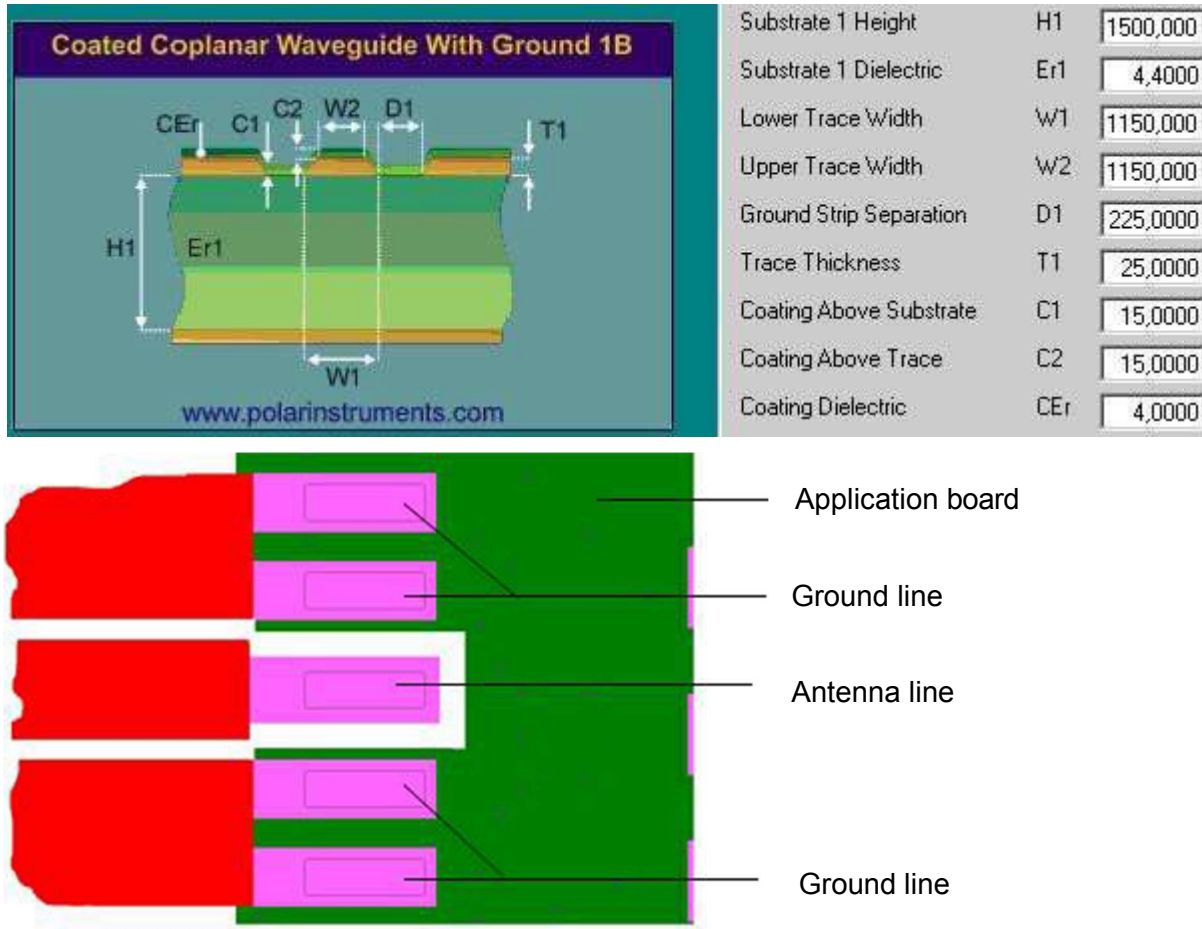 Coated Coplanar Waveguide With Ground 1B
CEr
C1
C2
W2
D1
T1
H1
Er1
W1
www.polarinstruments.com
Substrate 1 Height H1 1500,000
Substrate 1 Dielectric Er1 4,4000
Lower Trace Width W1 1150,000
Upper Trace Width W2 1150,000
Ground Strip Separation D1 225,0000
Trace Thickness T1 25,0000
Coating Above Substrate C1 15,0000
Coating Above Trace C2 15,0000
Coating Dielectric CEr 4,0000
Application board
Ground line
Antenna line
Ground line